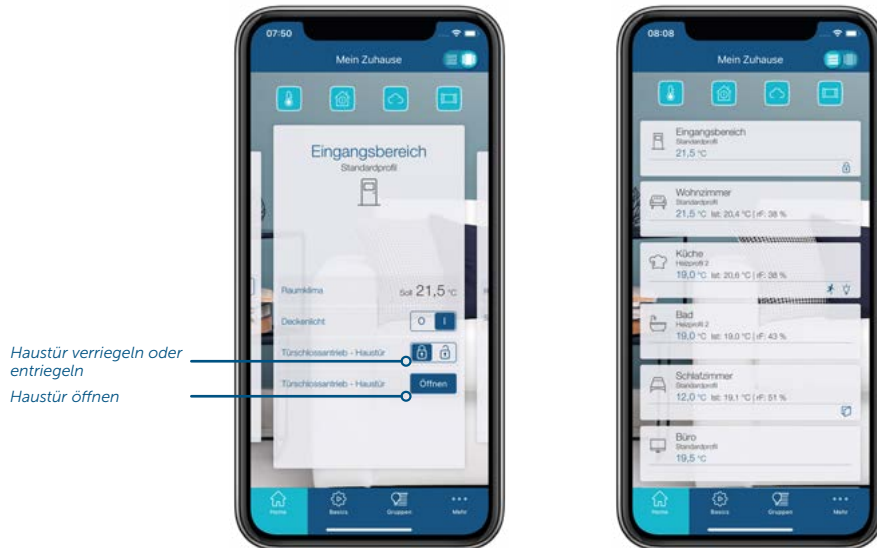 Haustür verriegeln oder
entriegeln
Haustür öffnen
07:50
Mein Zuhause
Eingangsbereich
Standardprofil
Raumklima Soll 21,5 °C
Deckenlicht O I
Türschlossantrieb - Haustür
Türschlossantrieb - Haustür Öffnen
Home Basics Gruppen Mehr
08:08
Mein Zuhause
Eingangsbereich
Standardprofil
21,5 °C
Wohnzimmer
Standardprofil
21,5 °C Ist: 20,4 °C | rF: 38 %
Küche
Heizprofil 2
19,0 °C Ist: 20,6 °C | rF: 38 %
Bad
Heizprofil 2
19,0 °C Ist: 19,0 °C | rF: 43 %
Schlafzimmer
Standardprofil
12,0 °C Ist: 19,1 °C | rF: 51 %
Büro
Standardprofil
19,5 °C
Home Basics Gruppen Mehr